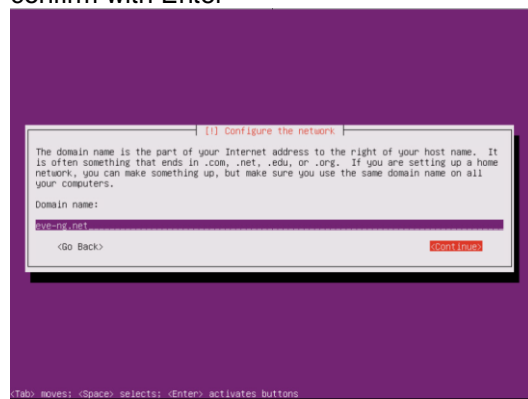 confirm with Enter
[!] Configure the network
The domain name is the part of your Internet address to the right of your host name.  It
is often something that ends in .com, .net, .edu, or .org.  If you are setting up a home
network, you can make something up, but make sure you use the same domain name on all
your computers.
Domain name:
eve-ng.net
<Go Back> <Continue>
<Tab> moves; <Space> selects; <Enter> activates buttons